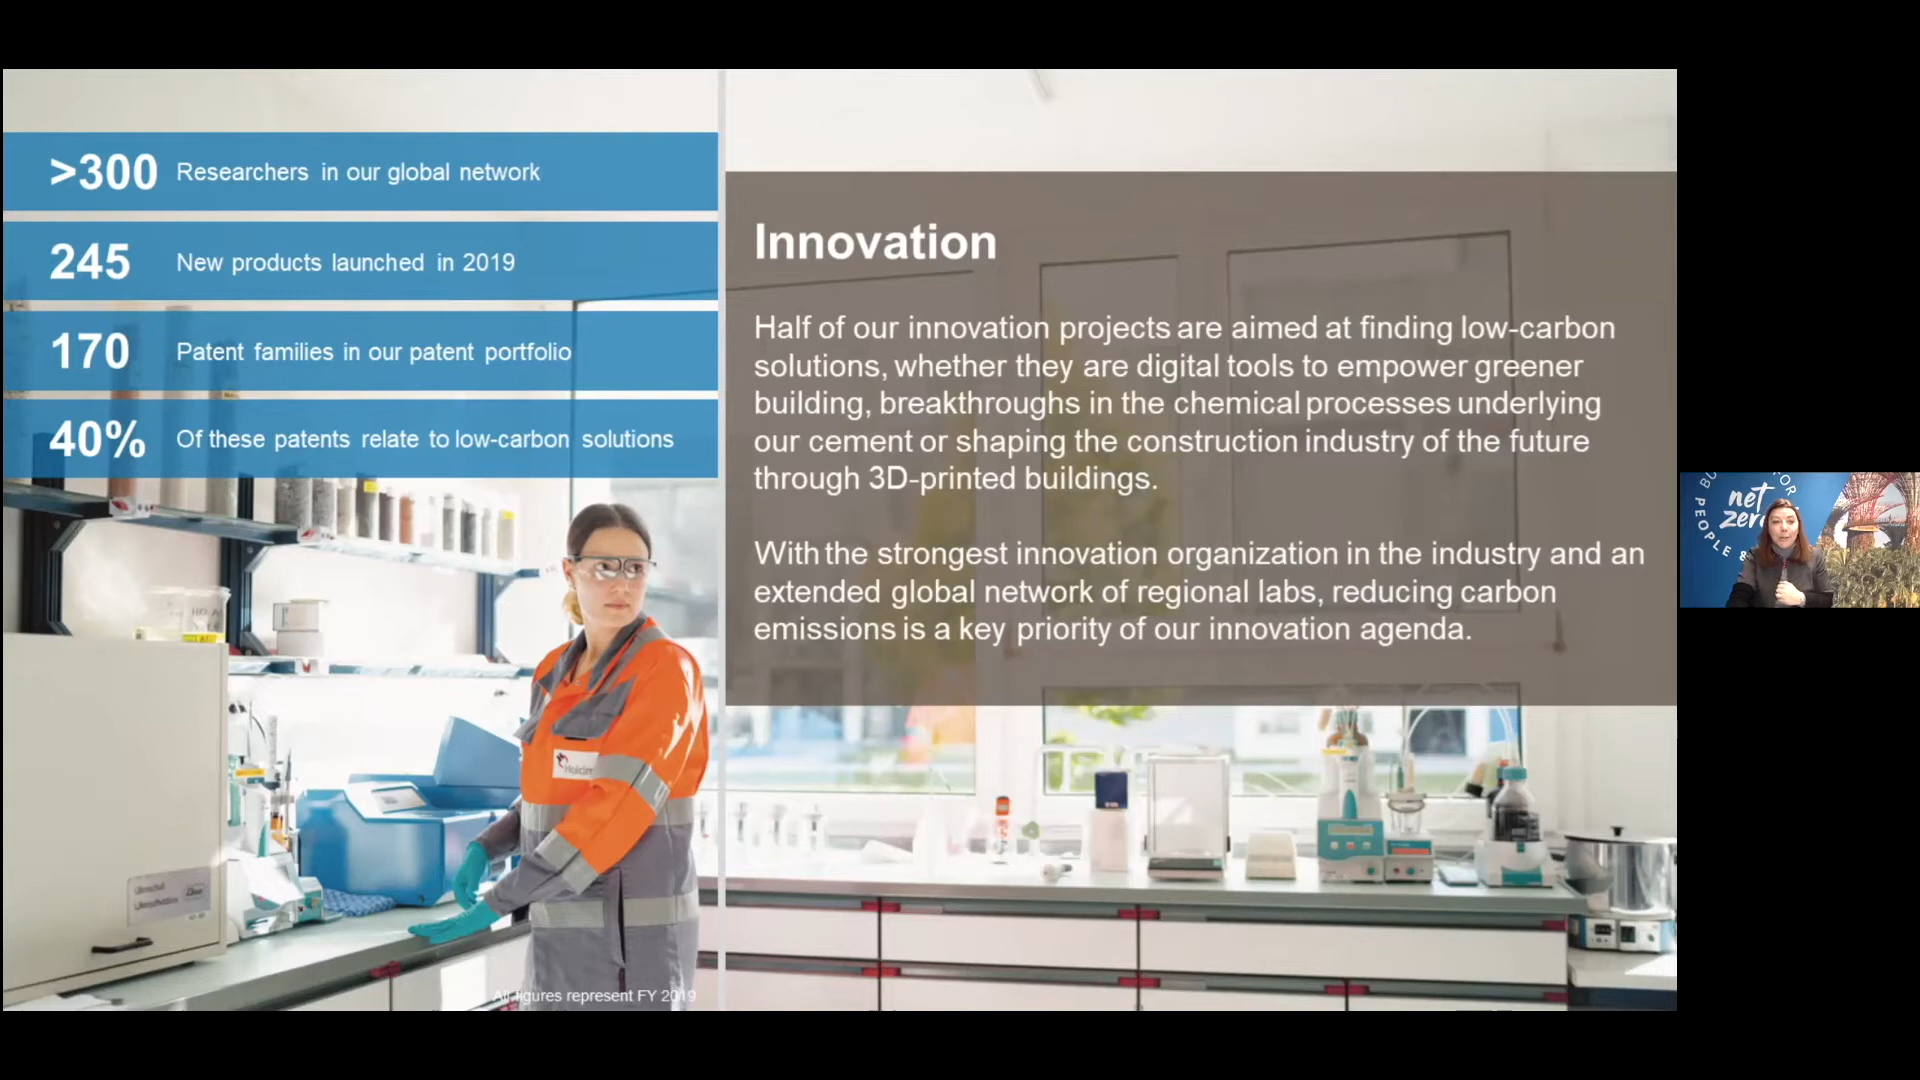 >300 Researchers in our global network
245 New products launched in 2019
170 Patent families in our patent portfolio
40% Of these patents relate to low-carbon solutions
Innovation
Half of our innovation projects are aimed at finding low-carbon
solutions, whether they are digital tools to empower greener
building, breakthroughs in the chemical processes underlying
our cement or shaping the construction industry of the future
through 3D-printed buildings.
With the strongest innovation organization in the industry and an
extended global network of regional labs, reducing carbon
emissions is a key priority of our innovation agenda.
Holcim
All figures represent FY 2019
net
zero
PEOPLE &